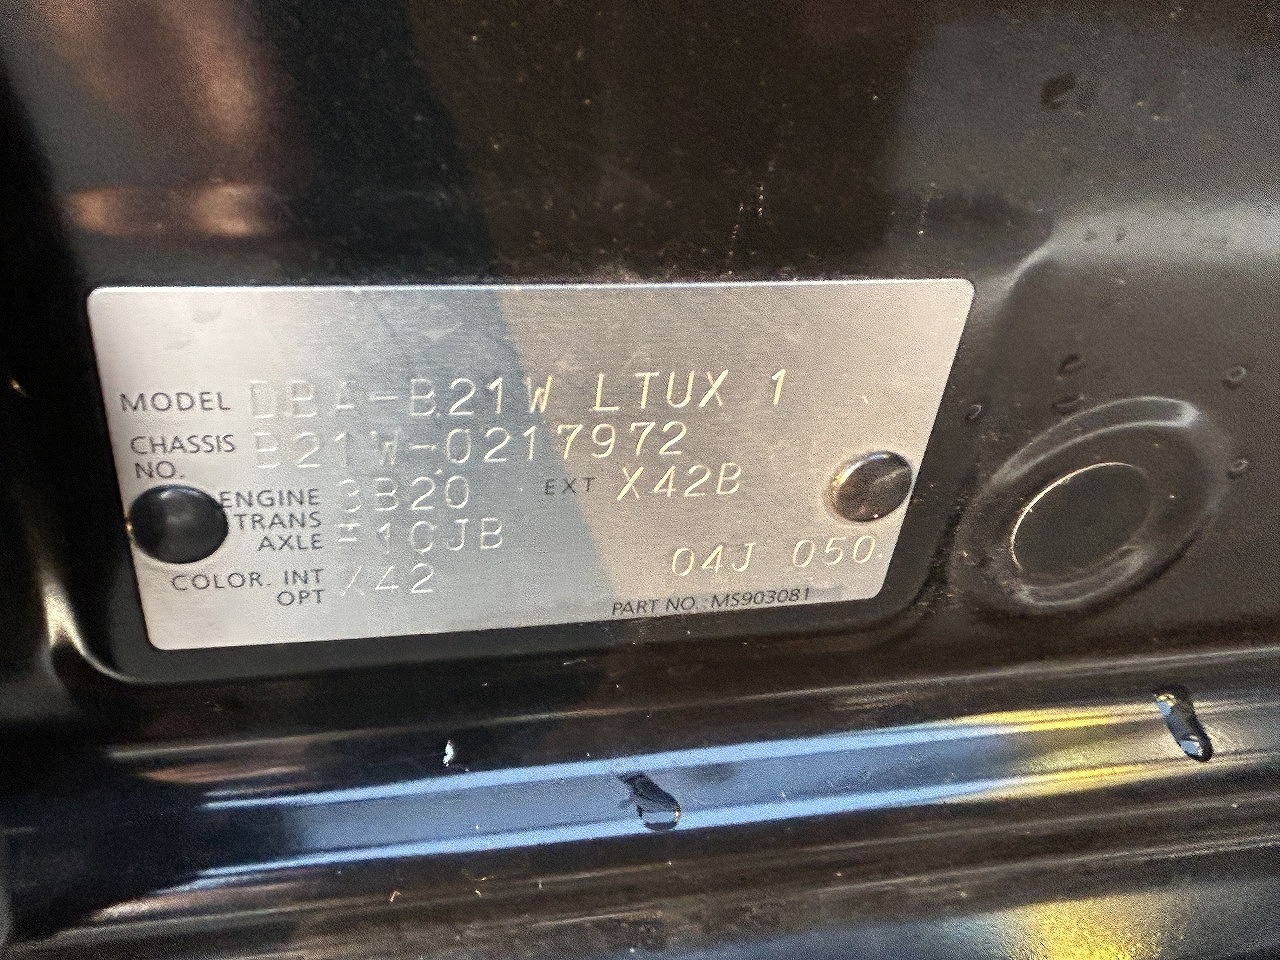 MODEL DBA-B21W LTUX 1
CHASSIS NO. B21W-0217972
ENGINE 3B20 EXT X42B
TRANS AXLE F1CJB
COLOR. INT X42 04J 050
OPT
PART NO. MS903081